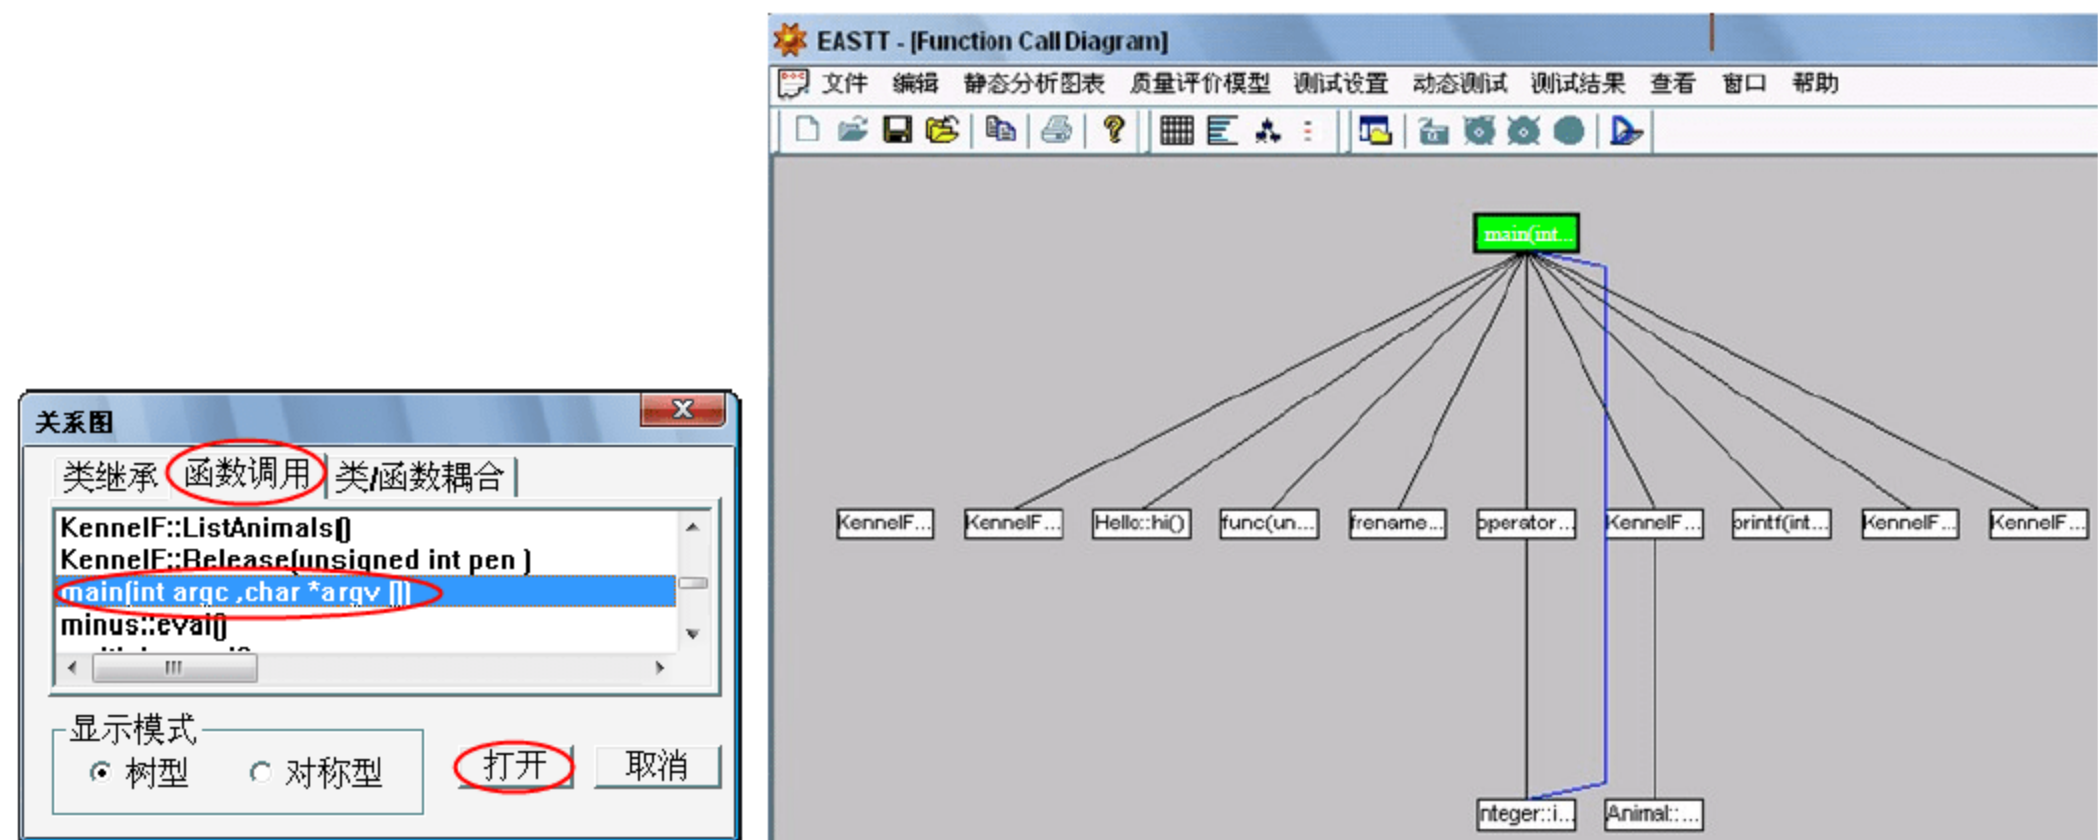 关系图
类继承 函数调用 类/函数耦合
KennelF::ListAnimals()
KennelF::Release(unsigned int pen )
main(int argc ,char *argv [])
minus::eval()
显示模式
树型 对称型 打开 取消
EASTT - [Function Call Diagram]
文件 编辑 静态分析图表 质量评价模型 测试设置 动态测试 测试结果 查看 窗口 帮助
main(int...
KennelF... KennelF... Hello::hi() func(un... frename... operator... KennelF... printf(int... KennelF... KennelF...
nteger::i... Animal::...